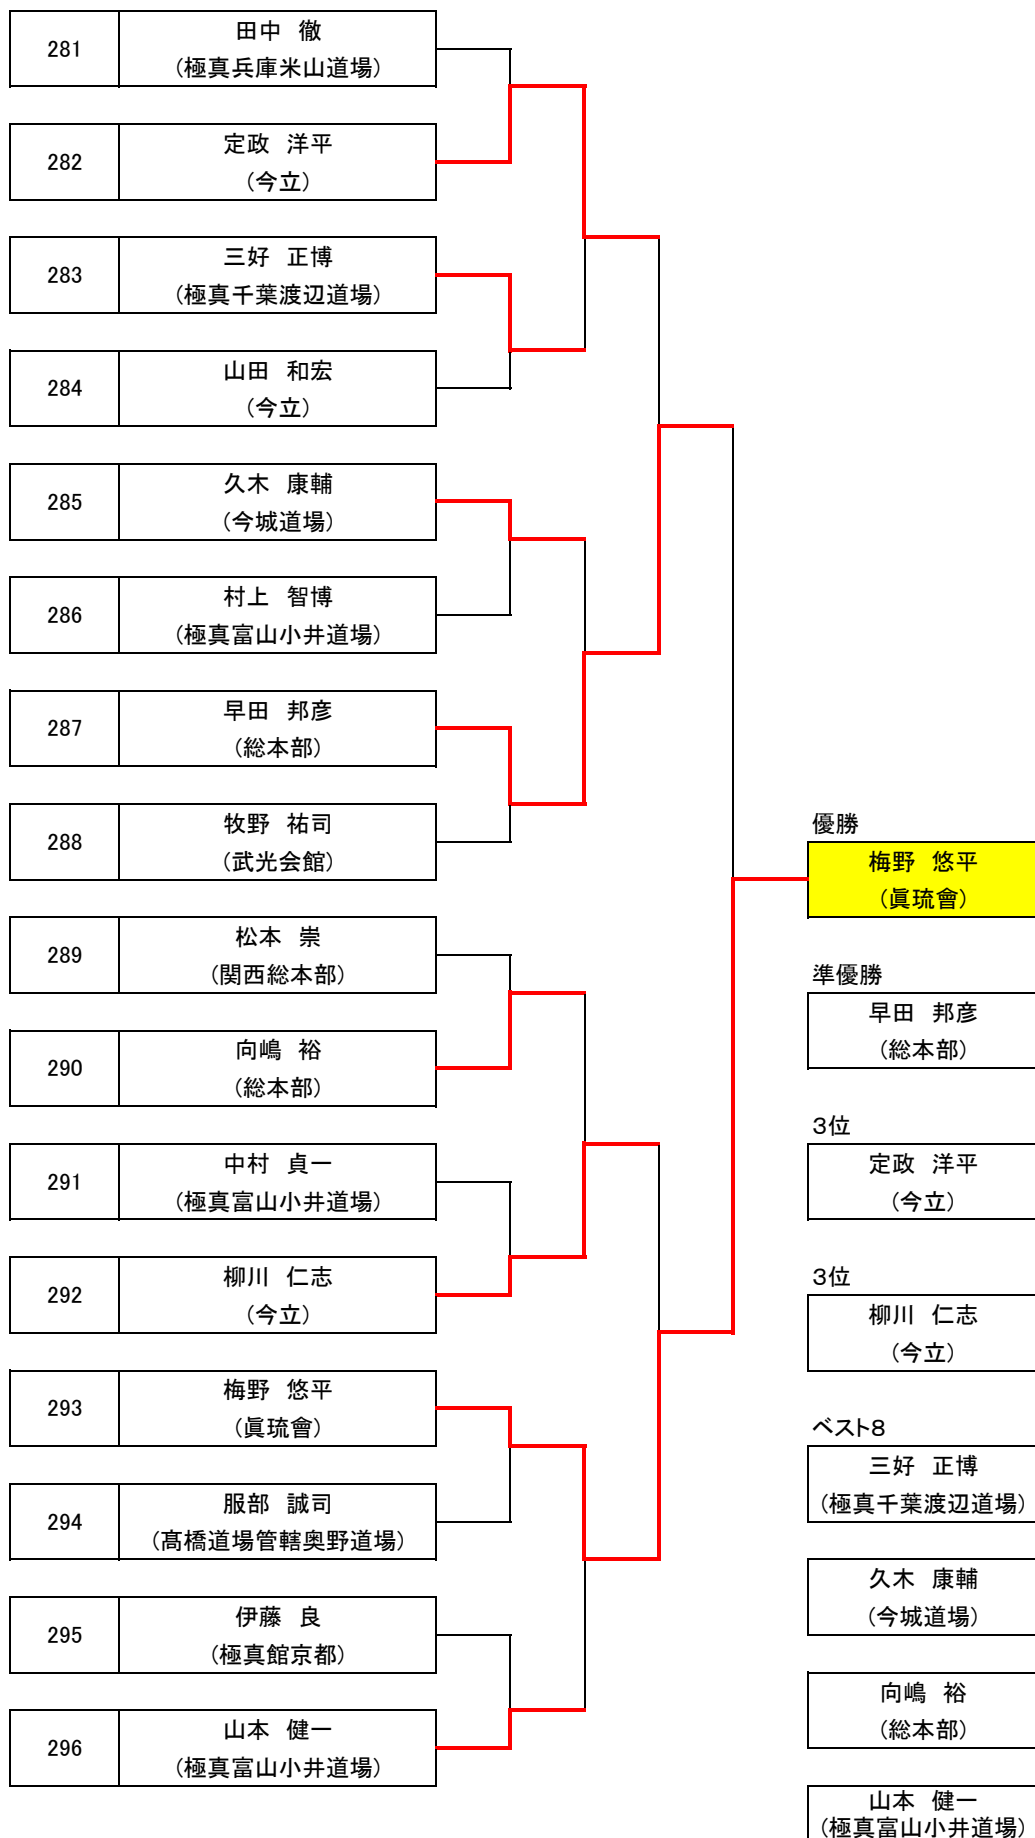 281
田中 徹
(極真兵庫米山道場)
282
定政 洋平
(今立)
283
三好 正博
(極真千葉渡辺道場)
284
山田 和宏
(今立)
285
久木 康輔
(今城道場)
286
村上 智博
(極真富山小井道場)
287
早田 邦彦
(総本部)
288
牧野 祐司
(武光会館)
289
松本 崇
(関西総本部)
290
向嶋 裕
(総本部)
291
中村 貞一
(極真富山小井道場)
292
柳川 仁志
(今立)
293
梅野 悠平
(眞琉會)
294
服部 誠司
(髙橋道場管轄奥野道場)
295
伊藤 良
(極真館京都)
296
山本 健一
(極真富山小井道場)
優勝
梅野 悠平
(眞琉會)
準優勝
早田 邦彦
(総本部)
3位
定政 洋平
(今立)
3位
柳川 仁志
(今立)
ベスト8
三好 正博
(極真千葉渡辺道場)
久木 康輔
(今城道場)
向嶋 裕
(総本部)
山本 健一
(極真富山小井道場)